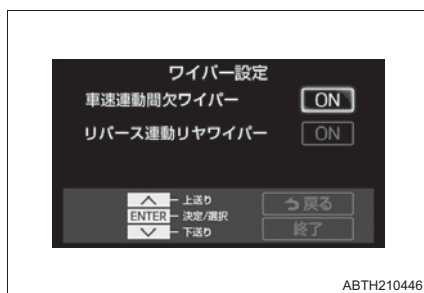 ワイパー設定
車速連動間欠ワイパー ON
リバース連動リヤワイパー ON
上送り
戻る
ENTER 決定/選択
下送り
終了
ABTH210446